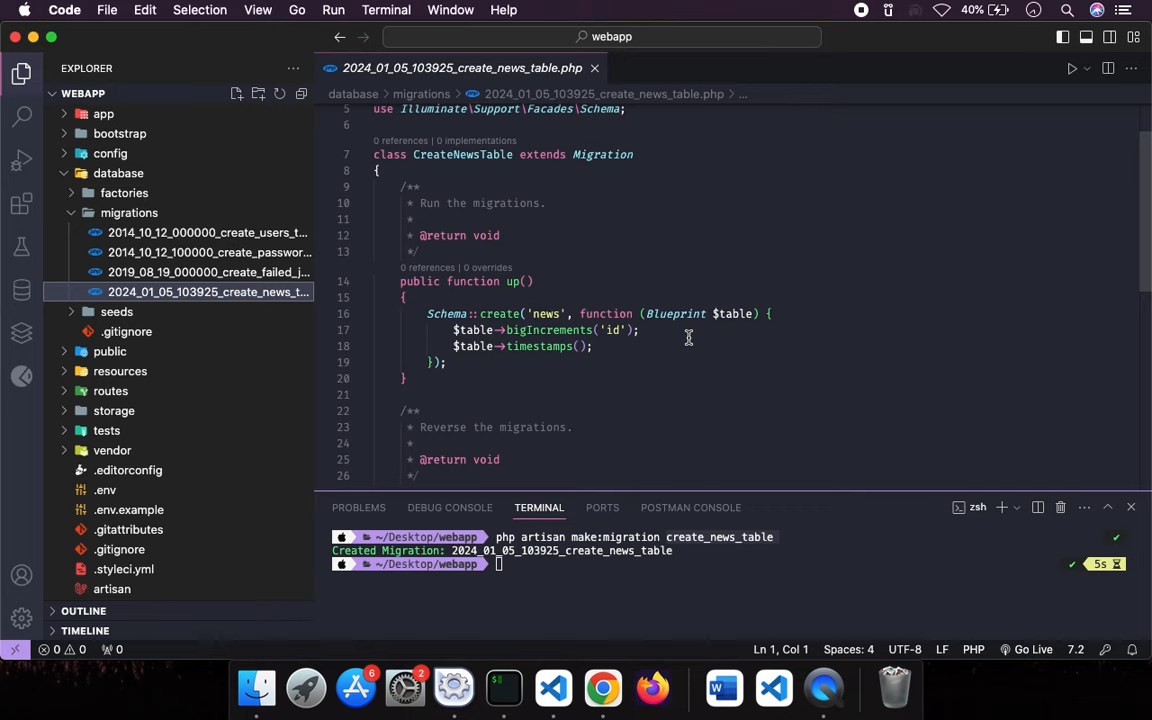 Code File Edit Selection View Go Run Terminal Window Help 40%
webapp
EXPLORER
2024_01_05_103925_create_news_table.php
WEBAPP
database > migrations > 2024_01_05_103925_create_news_table.php > ...
app
bootstrap
config
database
factories
migrations
2014_10_12_000000_create_users_t...
2014_10_12_100000_create_passwor...
2019_08_19_000000_create_failed_j...
2024_01_05_103925_create_news_t...
seeds
.gitignore
public
resources
routes
storage
tests
vendor
.editorconfig
.env
.env.example
.gitattributes
.gitignore
.styleci.yml
artisan
OUTLINE
TIMELINE
5 use Illuminate\Support\Facades\Schema;
6
0 references | 0 implementations
7 class CreateNewsTable extends Migration
8 {
9 /**
10 * Run the migrations.
11 *
12 * @return void
13 */
0 references | 0 overrides
14 public function up()
15 {
16 Schema::create('news', function (Blueprint $table) {
17 $table->bigIncrements('id');
18 $table->timestamps();
19 });
20 }
21
22 /**
23 * Reverse the migrations.
24 *
25 * @return void
26 */
PROBLEMS DEBUG CONSOLE TERMINAL PORTS POSTMAN CONSOLE zsh
~/Desktop/webapp php artisan make:migration create_news_table
Created Migration: 2024_01_05_103925_create_news_table
~/Desktop/webapp 5s
0 0 0 Ln 1, Col 1 Spaces: 4 UTF-8 LF PHP Go Live 7.2
6 2